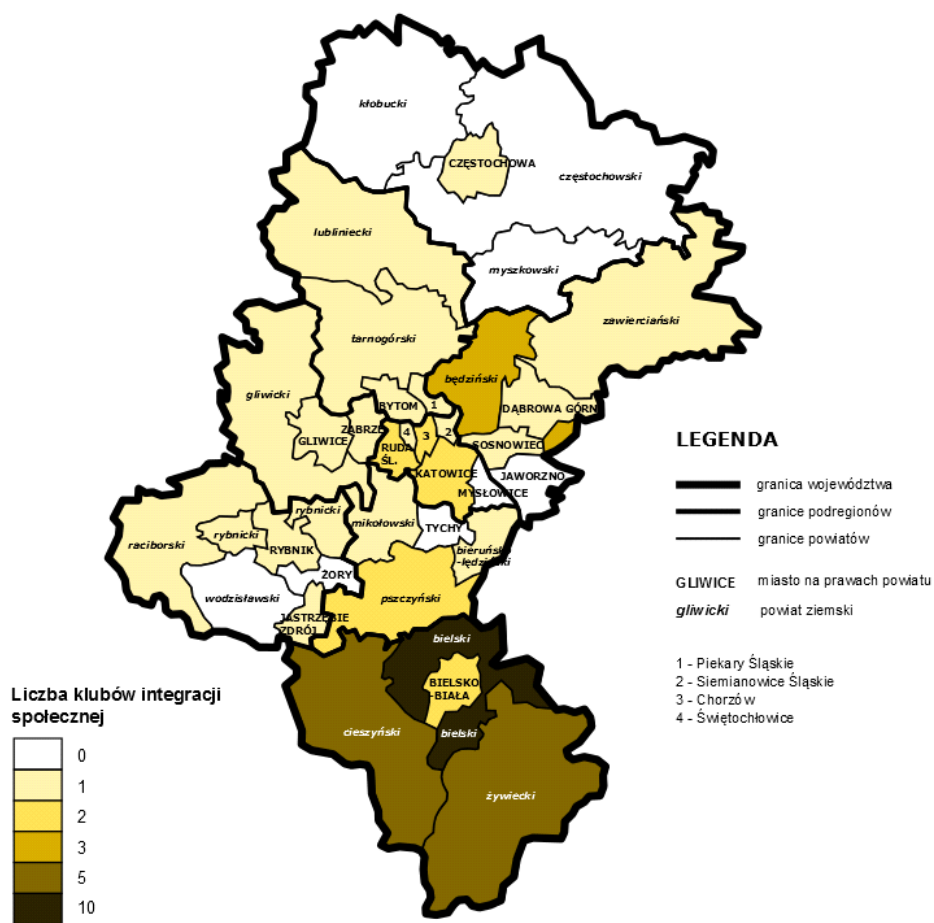 kłobucki
CZĘSTOCHOWA
częstochowski
lubliniecki
myszkowski
zawierciański
tarnogórski
będziński
gliwicki
BYTOM
1
DĄBROWA GÓRN.
GLIWICE
ZABRZE
4
3
2
SOSNOWIEC
RUDA
ŚL.
KATOWICE
JAWORZNO
MYSŁOWICE
rybnicki
mikołowski
TYCHY
raciborski
rybnicki
RYBNIK
bieruńsko
-lędziński
ŻORY
wodzisławski
pszczyński
JASTRZĘBIE
ZDRÓJ
bielski
BIELSKO
-BIAŁA
cieszyński
bielski
żywiecki
LEGENDA
granica województwa
granice podregionów
granice powiatów
GLIWICE miasto na prawach powiatu
gliwicki powiat ziemski
1 - Piekary Śląskie
2 - Siemianowice Śląskie
3 - Chorzów
4 - Świętochłowice
Liczba klubów integracji
społecznej
0
1
2
3
5
10